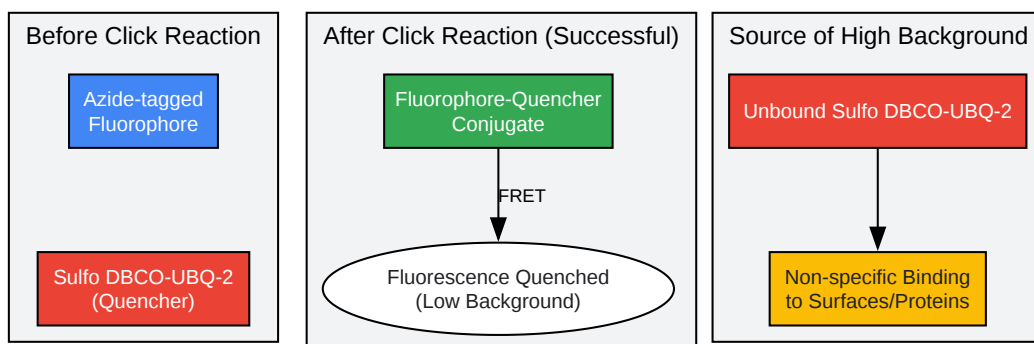 Before Click Reaction
Azide-tagged
Fluorophore
Sulfo DBCO-UBQ-2
(Quencher)
After Click Reaction (Successful)
Fluorophore-Quencher
Conjugate
FRET
Fluorescence Quenched
(Low Background)
Source of High Background
Unbound Sulfo DBCO-UBQ-2
Non-specific Binding
to Surfaces/Proteins